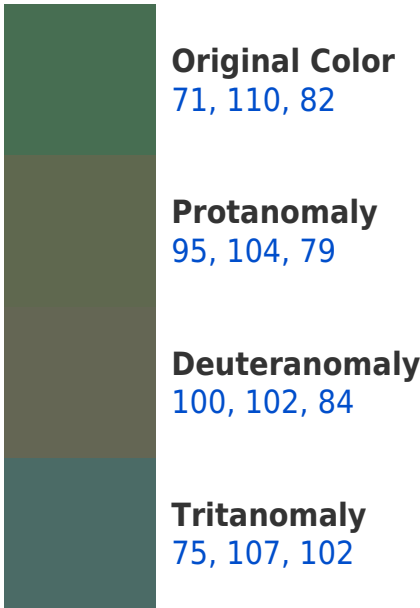 Original Color
71, 110, 82
Protanomaly
95, 104, 79
Deuteranomaly
100, 102, 84
Tritanomaly
75, 107, 102